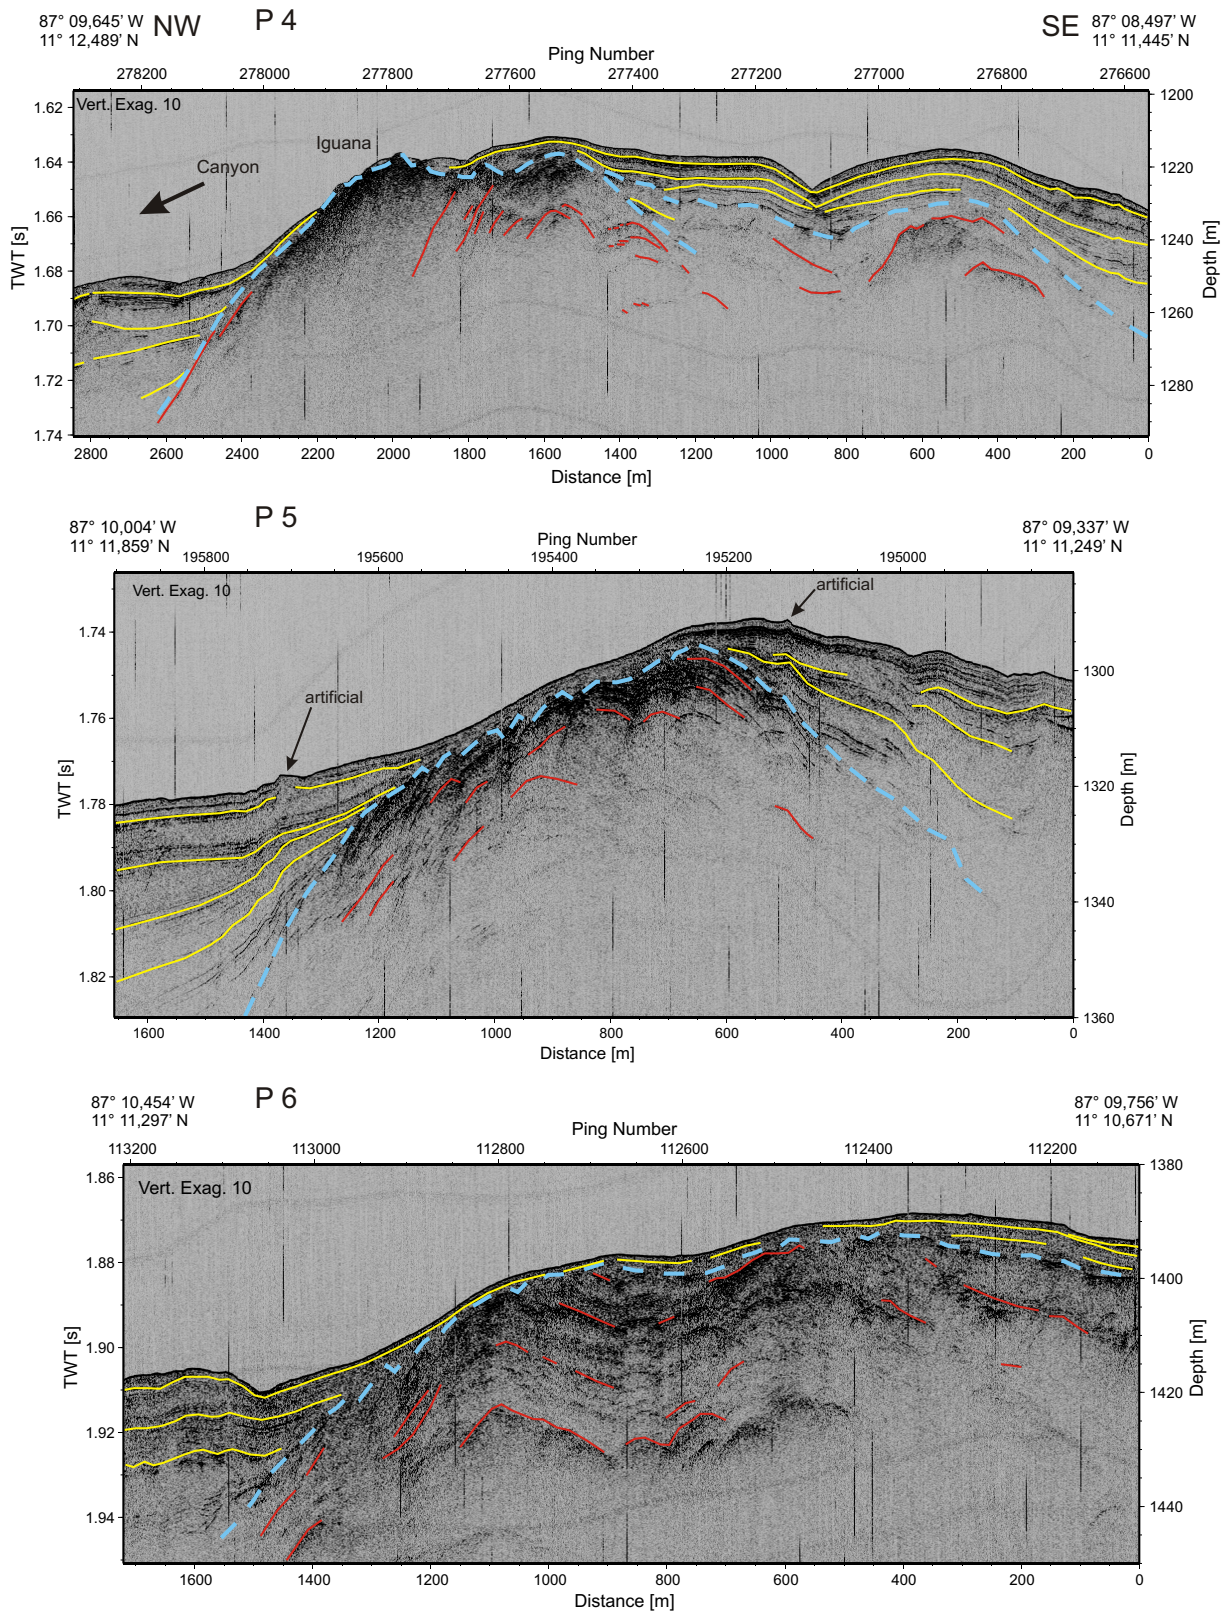 87° 09,645' W NW P 4 SE 87° 08,497' W
11° 12,489' N 11° 11,445' N
Ping Number
278200 278000 277800 277600 277400 277200 277000 276800 276600
Vert. Exag. 10
1.62 1200
Iguana
1.64 1220
Canyon
1.66
1240
1.68
1.70 1260
1.72 1280
1.74
TWT [s]
Depth [m]
2800 2600 2400 2200 2000 1800 1600 1400 1200 1000 800 600 400 200 0
Distance [m]
P 5
87° 10,004' W 87° 09,337' W
11° 11,859' N 11° 11,249' N
Ping Number
195800 195600 195400 195200 195000
Vert. Exag. 10
artificial
1.74
1300
artificial
1.76
1.78 1320
1.80
1340
1.82
1360
TWT [s]
Depth [m]
1600 1400 1200 1000 800 600 400 200 0
Distance [m]
P 6
87° 10,454' W 87° 09,756' W
11° 11,297' N 11° 10,671' N
Ping Number
113200 113000 112800 112600 112400 112200
1380
1.86
Vert. Exag. 10
1.88 1400
1.90
1420
1.92
1440
1.94
TWT [s]
Depth [m]
1600 1400 1200 1000 800 600 400 200 0
Distance [m]